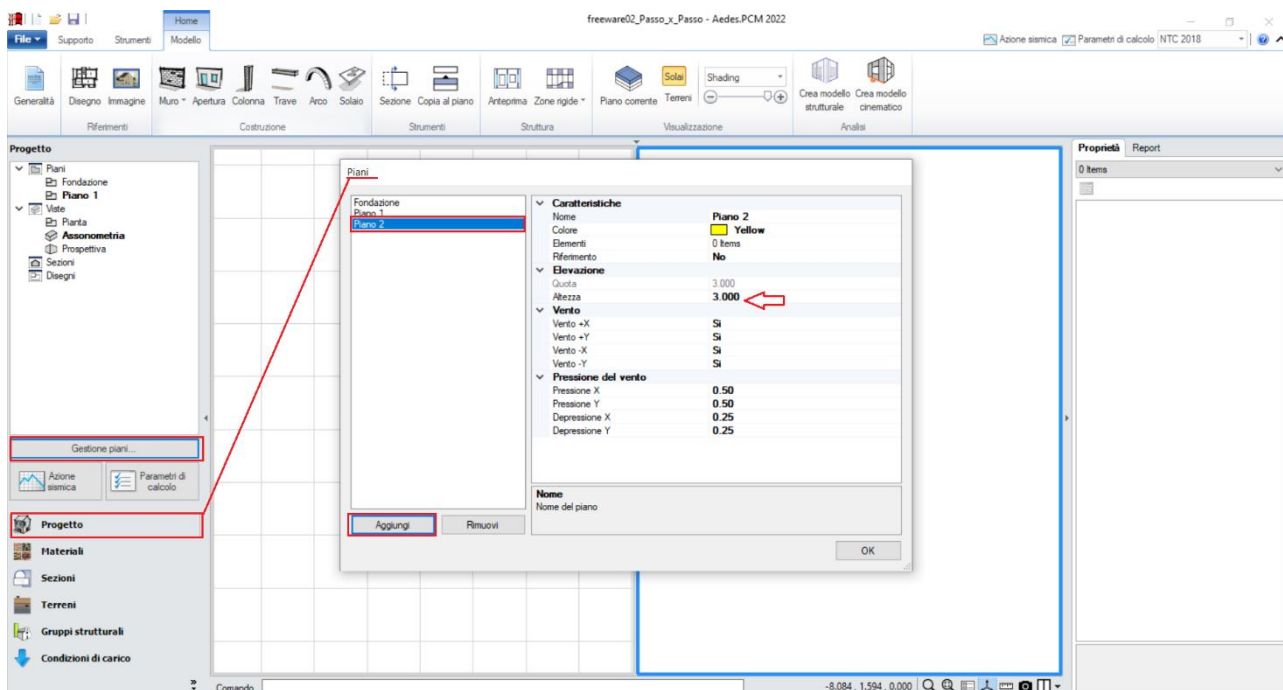 Home
freeware02_Passo_x_Passo - Aedes.PCM 2022
File Supporto Strumenti Modello
Azione sismica Parametri di calcolo NTC 2018
Generalità Disegno Immagine Muro Apertura Colonna Trave Arco Solaio Sezione Copia al piano Anteprima Zone rigide Piano corrente
Solai Shading
Terreni
Crea modello strutturale
Crea modello cinematico
Riferimenti Costruzione Strumenti Struttura Visualizzazione Analisi
Progetto
Piani
Fondazione
Piano 1
Viste
Pianta
Assonometria
Prospettiva
Sezioni
Disegni
Gestione piani...
Azione sismica
Parametri di calcolo
Progetto
Materiali
Sezioni
Terreni
Gruppi strutturali
Condizioni di carico
Piani
Fondazione
Piano 1
Piano 2
Aggiungi Rimuovi
Caratteristiche
Nome Piano 2
Colore Yellow
Elementi 0 Items
Riferimento No
Elevazione
Quota 3.000
Altezza 3.000
Vento
Vento +X Sì
Vento +Y Sì
Vento -X Sì
Vento -Y Sì
Pressione del vento
Pressione X 0.50
Pressione Y 0.50
Depressione X 0.25
Depressione Y 0.25
Nome
Nome del piano
OK
Proprietà Report
0 Items
Comando
-8.084, 1.594, 0.000